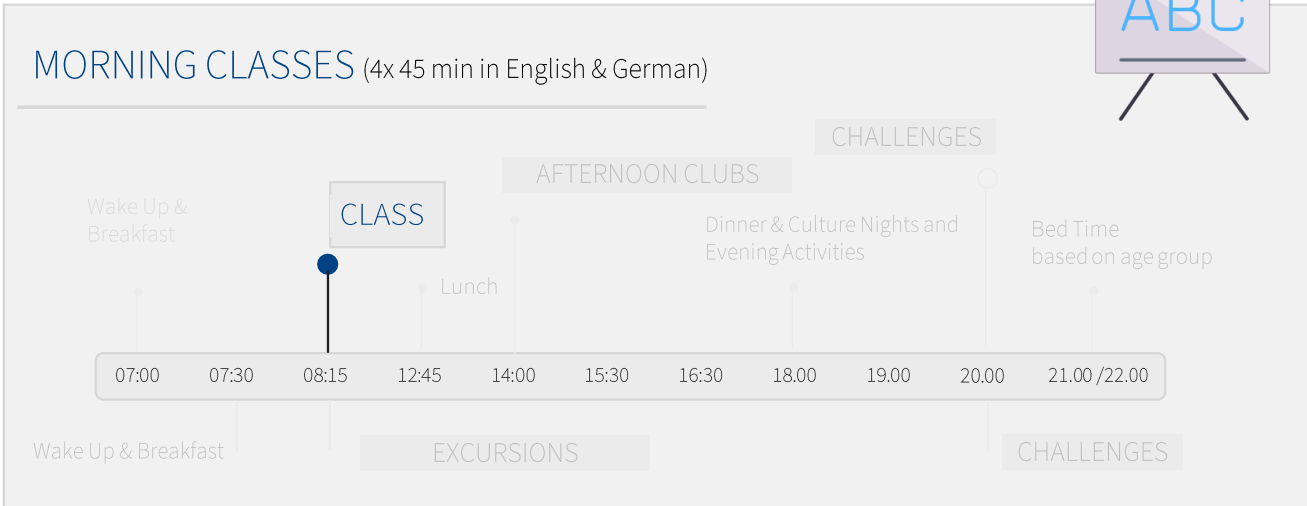 ABC
MORNING CLASSES (4x 45 min in English & German)
CHALLENGES
AFTERNOON CLUBS
Wake Up &
Breakfast
CLASS
Dinner & Culture Nights and
Evening Activities
Bed Time
based on age group
Lunch
07:00 07:30 08:15 12:45 14:00 15:30 16:30 18.00 19.00 20.00 21.00 /22.00
Wake Up & Breakfast
EXCURSIONS
CHALLENGES